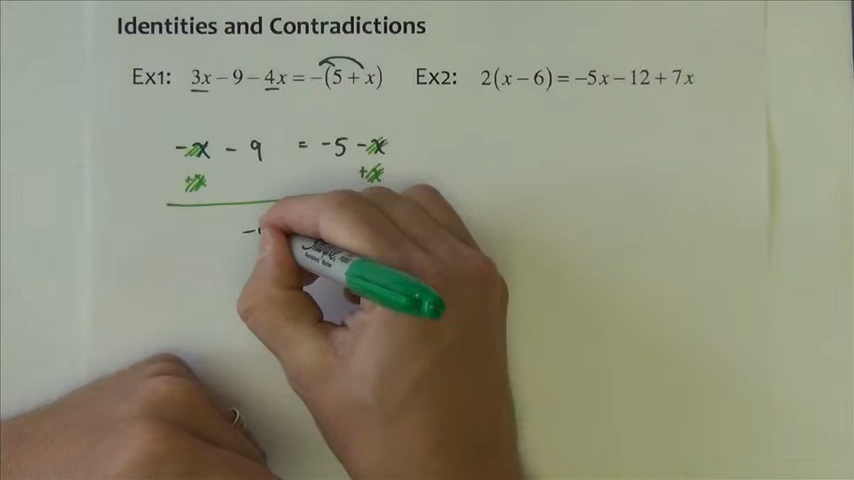 Identities and Contradictions
Ex1: 3x − 9 − 4x = −(5 + x) Ex2: 2(x − 6) = −5x − 12 + 7x
-x - 9 = -5 -x
+x +x
Sharpie